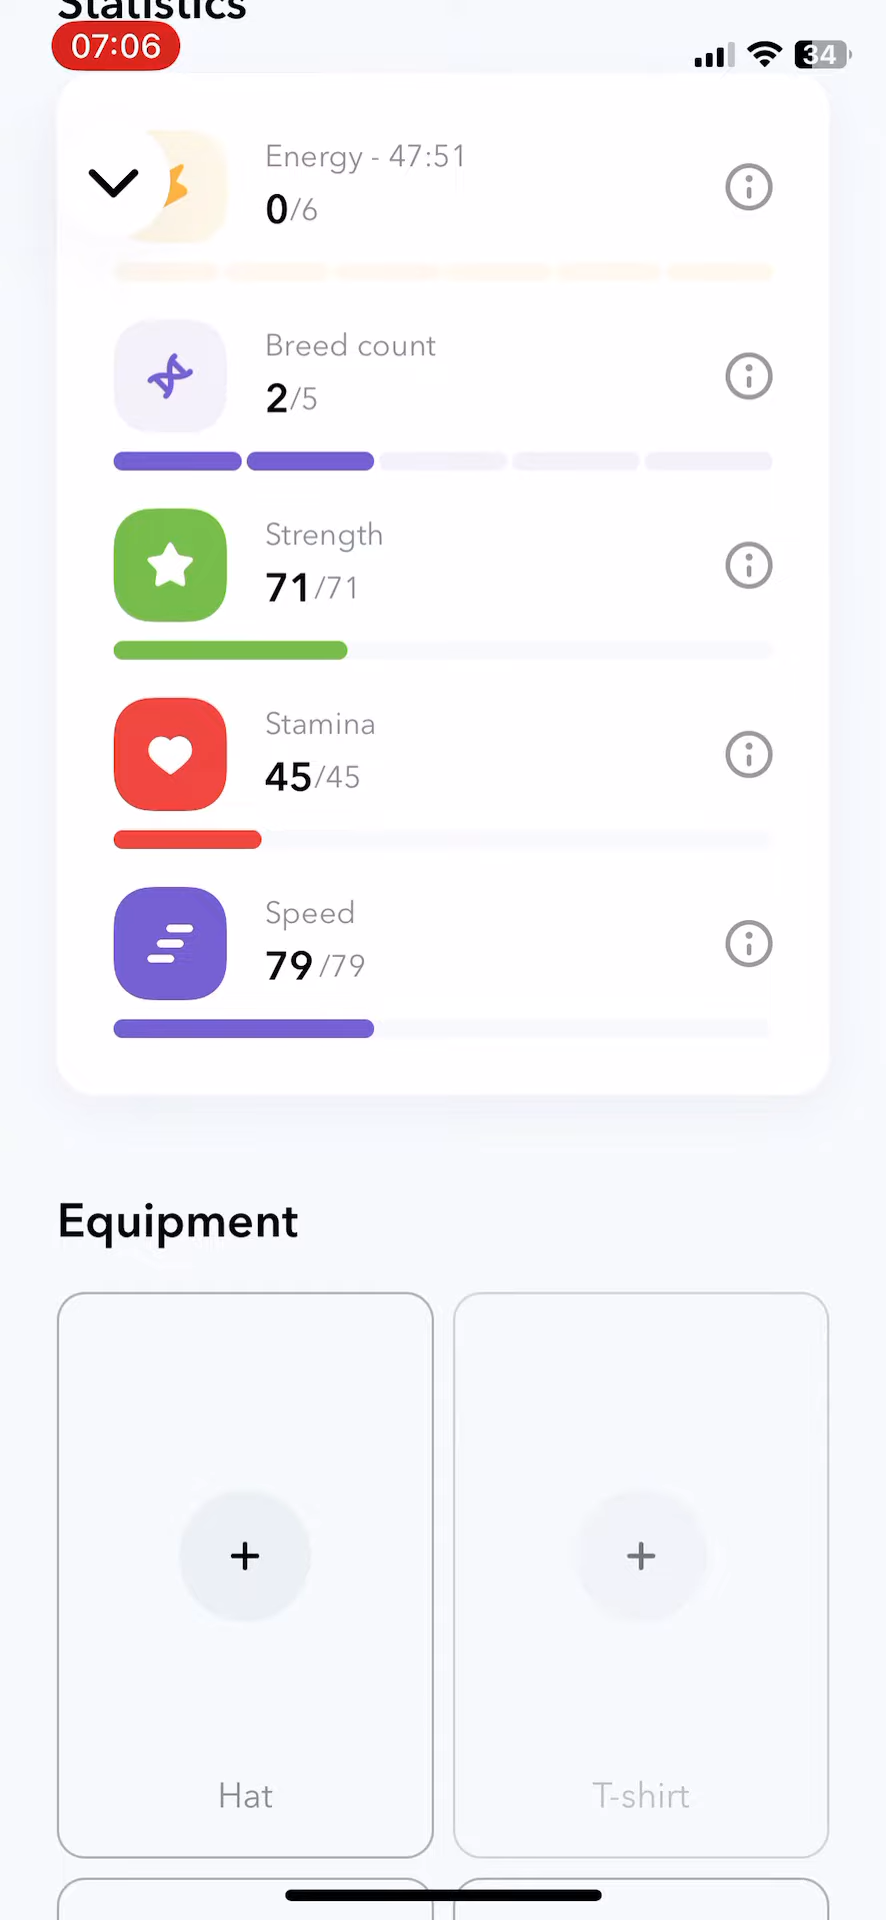 Statistics
07:06
34
Energy - 47:51
0/6
Breed count
2/5
Strength
71/71
Stamina
45/45
Speed
79/79
Equipment
Hat
T-shirt